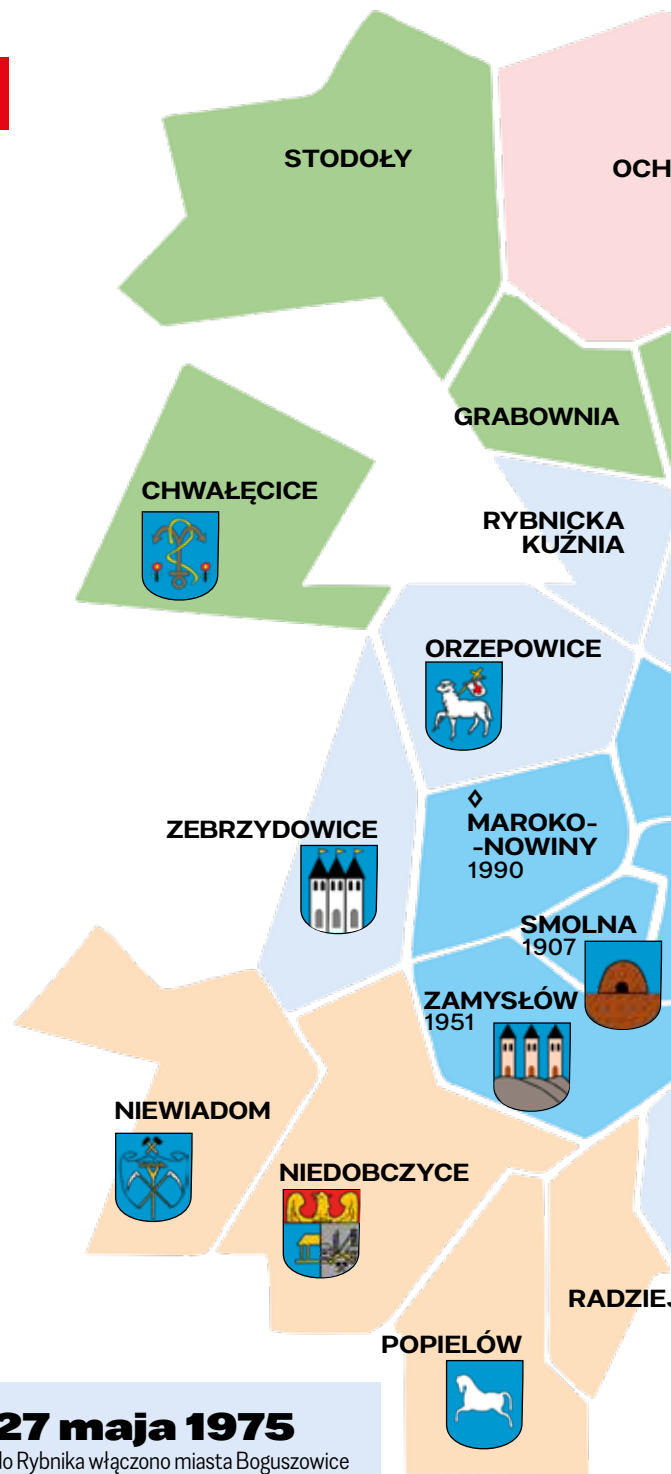 STODOŁY
OCH
GRABOWNIA
CHWAŁĘCICE
RYBNICKA
KUŹNIA
ORZEPOWICE
ZEBRZYDOWICE
MAROKO-
-NOWINY
1990
SMOLNA
1907
ZAMYSŁÓW
1951
NIEWIADOM
NIEDOBCZYCE
RADZIEJ
POPIELÓW
27 maja 1975
do Rybnika włączono miasta Boguszowice